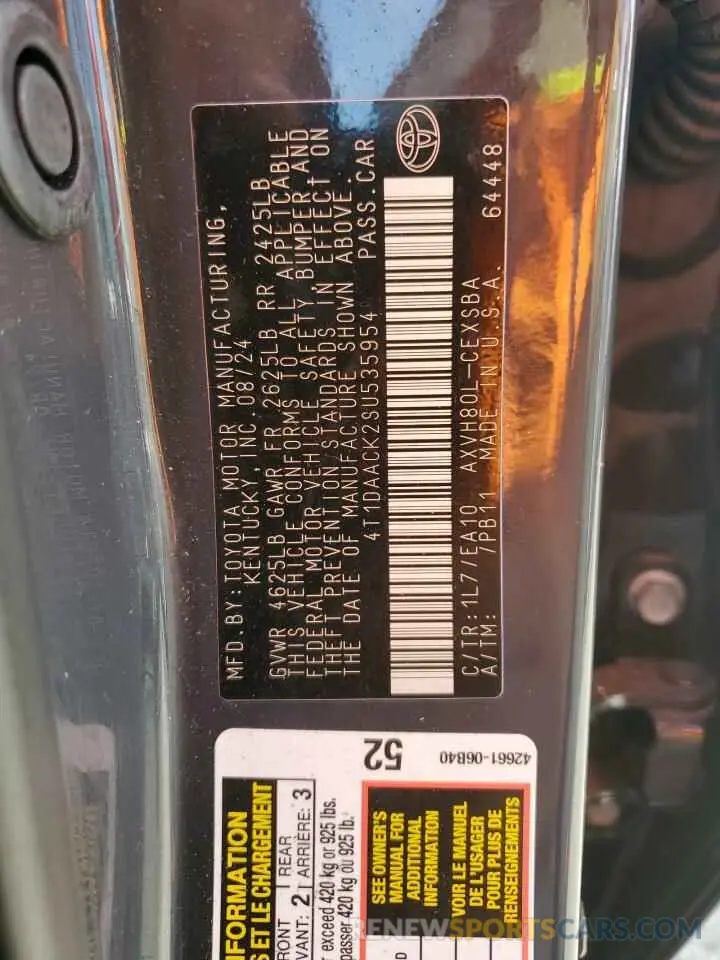 MFD.BY:TOYOTA MOTOR MANUFACTURING,
KENTUCKY,INC.08/24
GVWR 4625LB GAWR FR 2625LB RR 2425LB
THIS VEHICLE CONFORMS TO ALL APPLICABLE
FEDERAL MOTOR VEHICLE SAFETY BUMPER AND
THEFT PREVENTION STANDARDS IN EFFECT ON
THE DATE OF MANUFACTURE SHOWN ABOVE.
4T1DAACK2SU535954 PASS.CAR
C/TR:1L7/EA10 AXVH80L-CEXSBA
A/TM: /PB11 MADE IN U.S.A. 64448
NFORMATION
S ET LE CHARGEMENT
RONT 2 REAR 3
VANT: ARRIÈRE:
exceed 420 kg or 925 lbs.
passer 420 kg ou 925 lb.
SEE OWNER'S
MANUAL FOR
ADDITIONAL
INFORMATION
VOIR LE MANUEL
DE L'USAGER
POUR PLUS DE
RENSEIGNEMENTS
52
42661-06B40
RENEWSPORTSCARS.COM